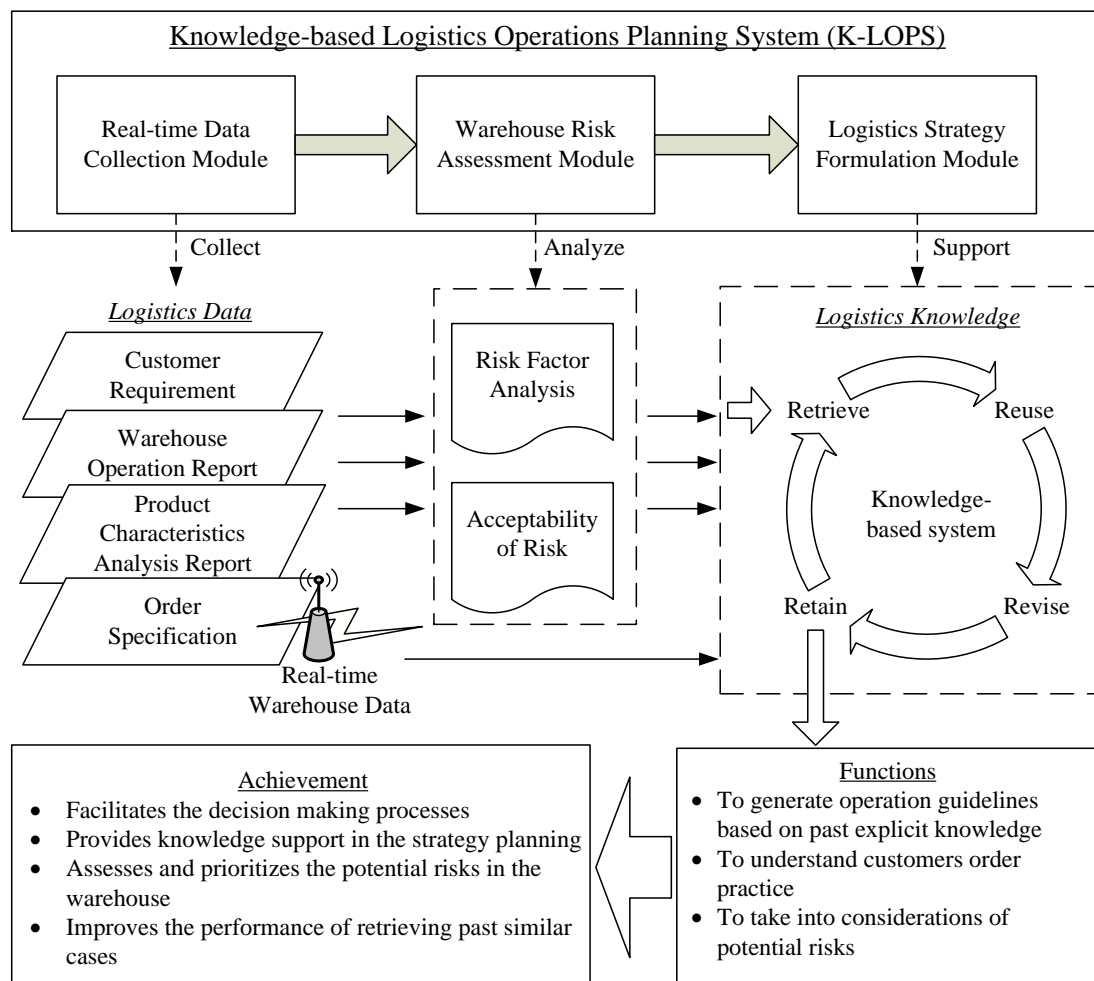 Knowledge-based Logistics Operations Planning System (K-LOPS)
Real-time Data
Collection Module
Warehouse Risk
Assessment Module
Logistics Strategy
Formulation Module
Collect
Analyze
Support
Logistics Data
Customer
Requirement
Warehouse
Operation Report
Product
Characteristics
Analysis Report
Order
Specification
Real-time
Warehouse Data
Risk Factor
Analysis
Acceptability
of Risk
Logistics Knowledge
Retrieve
Reuse
Knowledge-
based system
Retain
Revise
Achievement
• Facilitates the decision making processes
• Provides knowledge support in the strategy planning
• Assesses and prioritizes the potential risks in the
warehouse
• Improves the performance of retrieving past similar
cases
Functions
• To generate operation guidelines
based on past explicit knowledge
• To understand customers order
practice
• To take into considerations of
potential risks